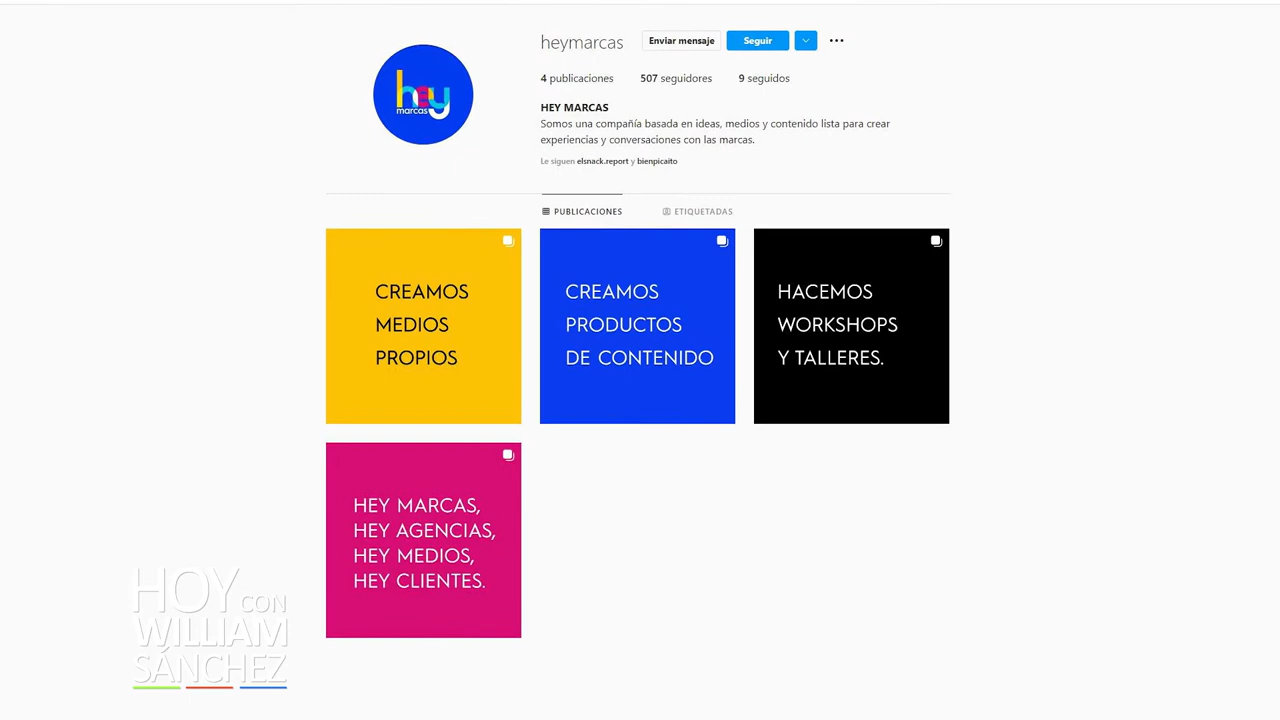 hey
marcas
heymarcas
Enviar mensaje
Seguir
4 publicaciones
507 seguidores
9 seguidos
HEY MARCAS
Somos una compañía basada en ideas, medios y contenido lista para crear
experiencias y conversaciones con las marcas.
Le siguen elsnack.report y bienpicaito
PUBLICACIONES
ETIQUETADAS
CREAMOS
MEDIOS
PROPIOS
CREAMOS
PRODUCTOS
DE CONTENIDO
HACEMOS
WORKSHOPS
Y TALLERES.
HEY MARCAS,
HEY AGENCIAS,
HEY MEDIOS,
HEY CLIENTES.
HOY CON
WILLIAM
SÁNCHEZ